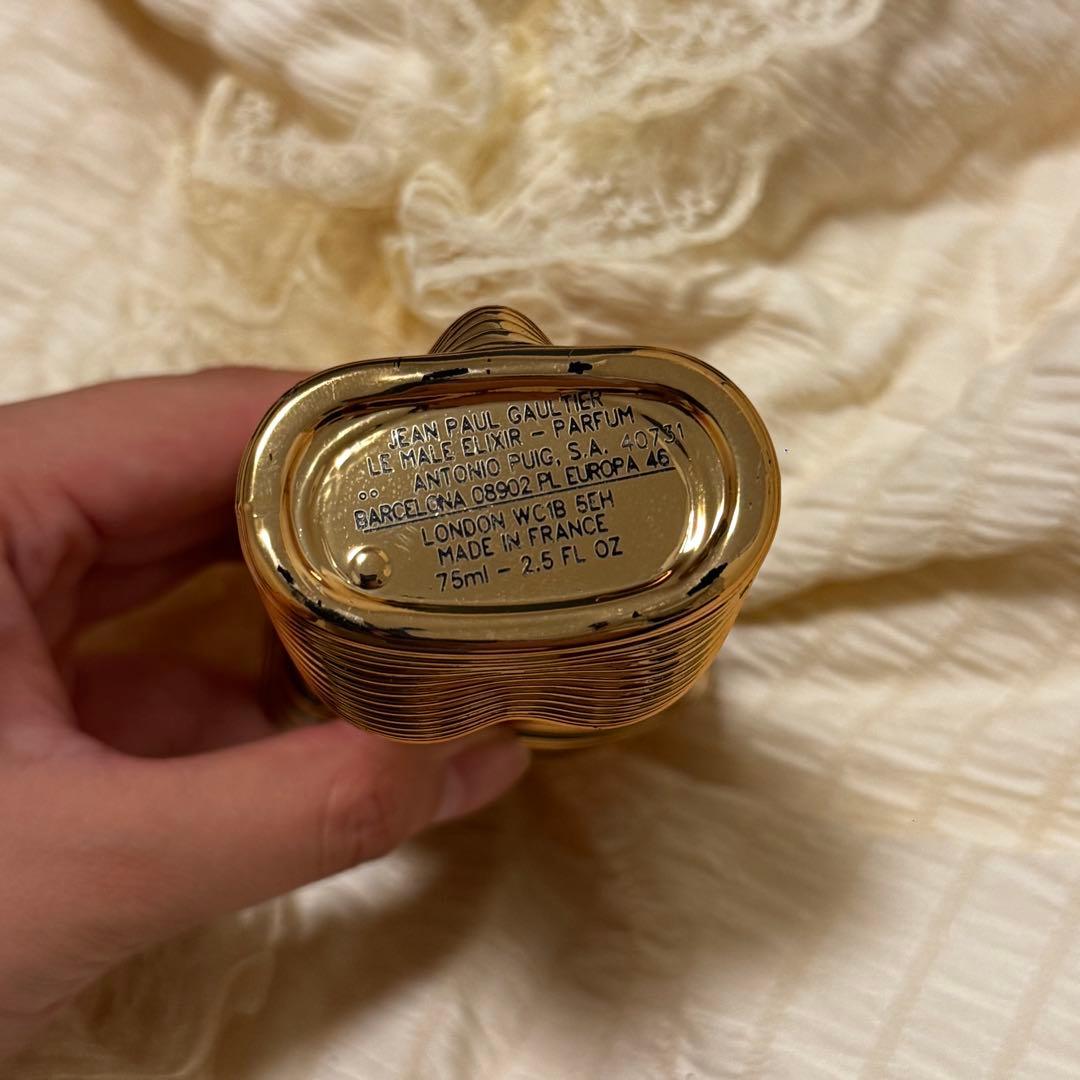 JEAN PAUL GAULTIER
LE MALE ELIXIR – PARFUM
ANTONIO PUIG, S.A. 40731
BARCELONA 08902 PL EUROPA 46
LONDON WC1B 5EH
MADE IN FRANCE
75ml – 2.5 FL OZ